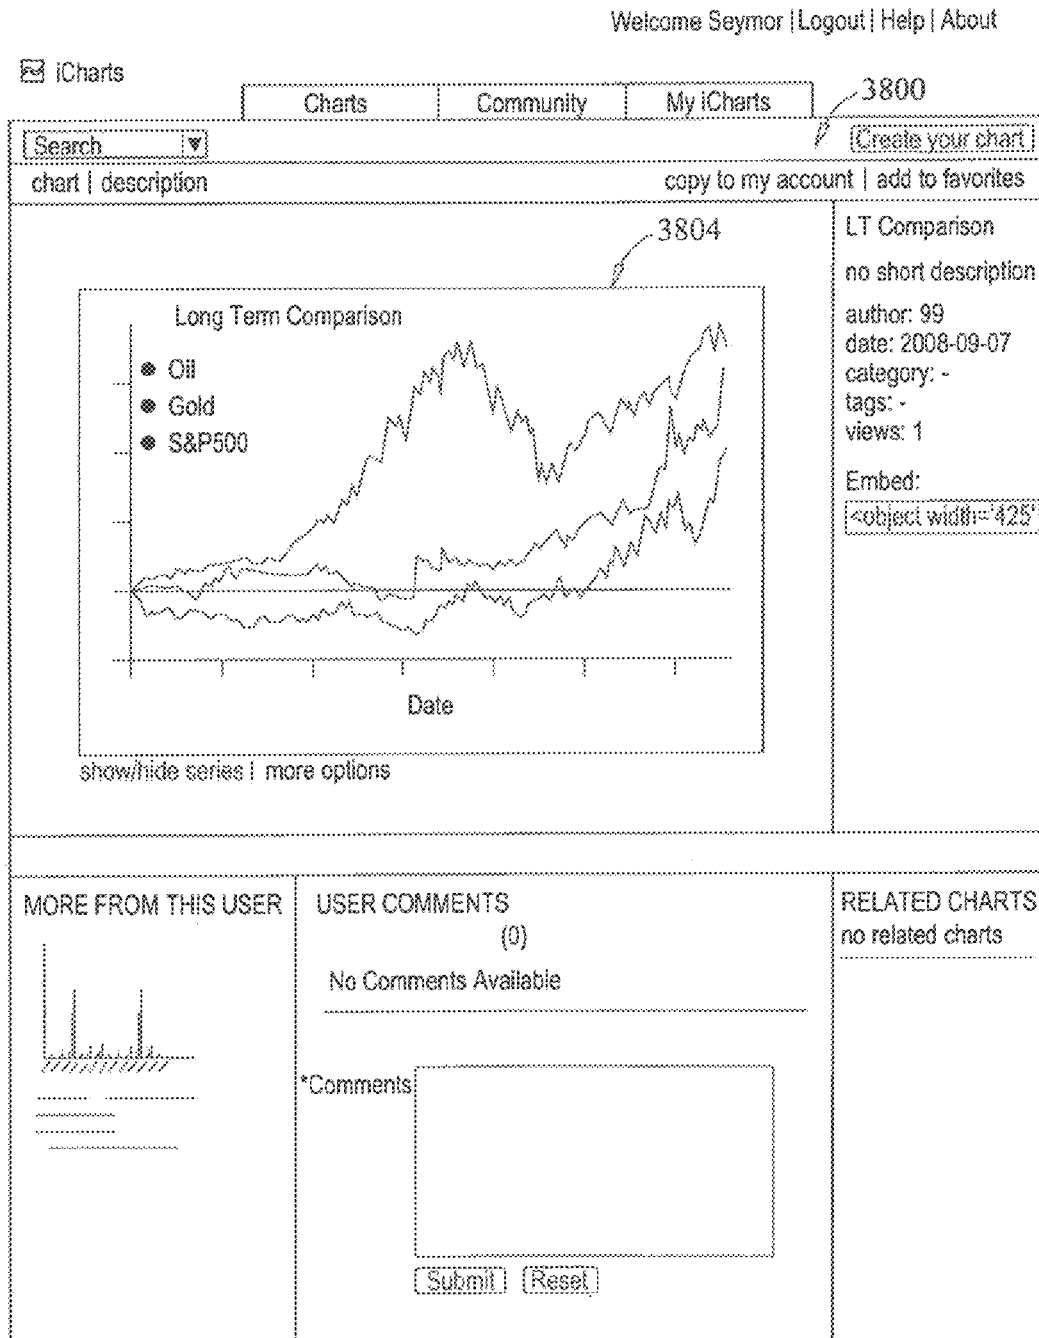 Welcome Seymor | Logout | Help | About
iCharts
Charts
Community
My iCharts
3800
Search
Create your chart
chart | description
copy to my account | add to favorites
3804
LT Comparison
no short description
author: 99
date: 2008-09-07
category: -
tags: -
views: 1
Embed:
<object width='425'
Long Term Comparison
Oil
Gold
S&P500
Date
show/hide series | more options
MORE FROM THIS USER
USER COMMENTS
(0)
No Comments Available
*Comments
Submit
Reset
RELATED CHARTS
no related charts